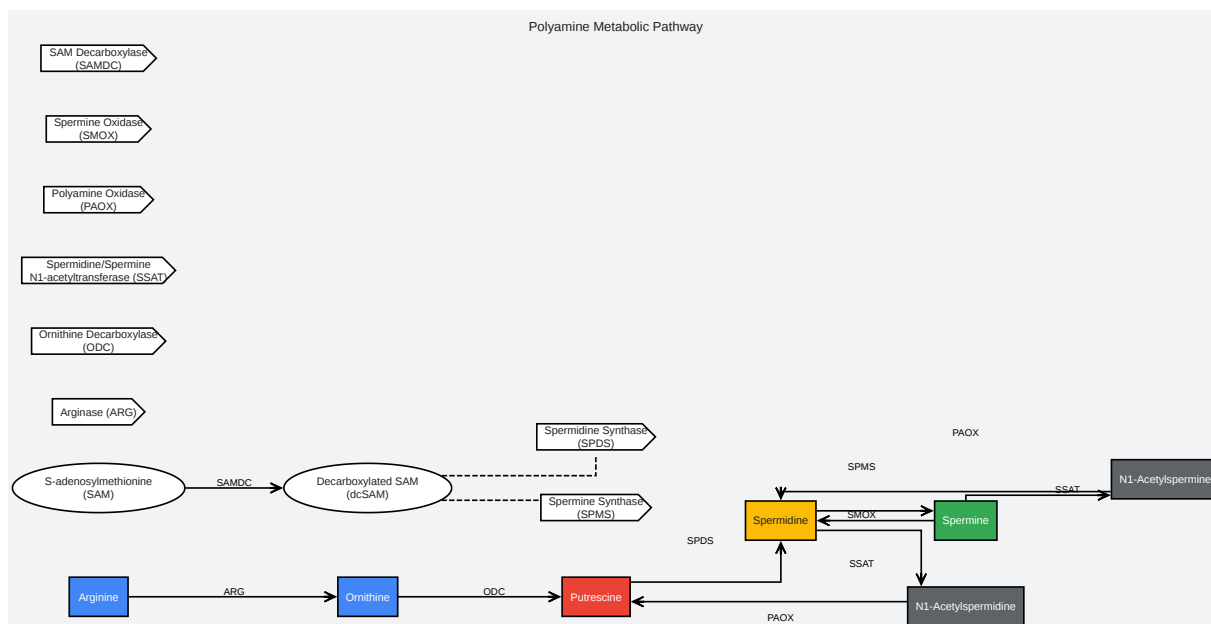 Polyamine Metabolic Pathway
SAM Decarboxylase
(SAMDC)
Spermine Oxidase
(SMOX)
Polyamine Oxidase
(PAOX)
Spermidine/Spermine
N1-acetyltransferase (SSAT)
Ornithine Decarboxylase
(ODC)
Arginase (ARG)
Spermidine Synthase
(SPDS)
PAOX
SPMS
S-adenosylmethionine
(SAM)
SAMDC
Decarboxylated SAM
(dcSAM)
Spermine Synthase
(SPMS)
N1-Acetylspermine
SSAT
Spermidine
SMOX
Spermine
SPDS
SSAT
Arginine
ARG
Ornithine
ODC
Putrescine
PAOX
N1-Acetylspermidine